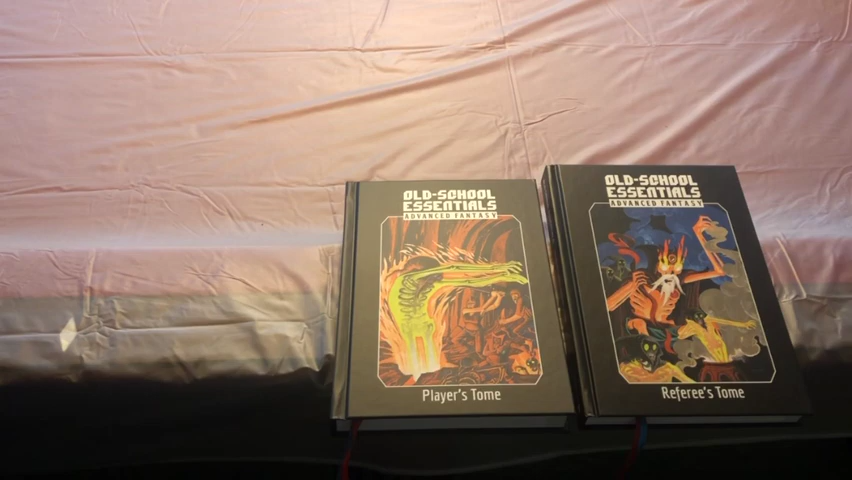 OLD-SCHOOL
ESSENTIALS
ADVANCED FANTASY
Player's Tome
OLD-SCHOOL
ESSENTIALS
ADVANCED FANTASY
Referee's Tome